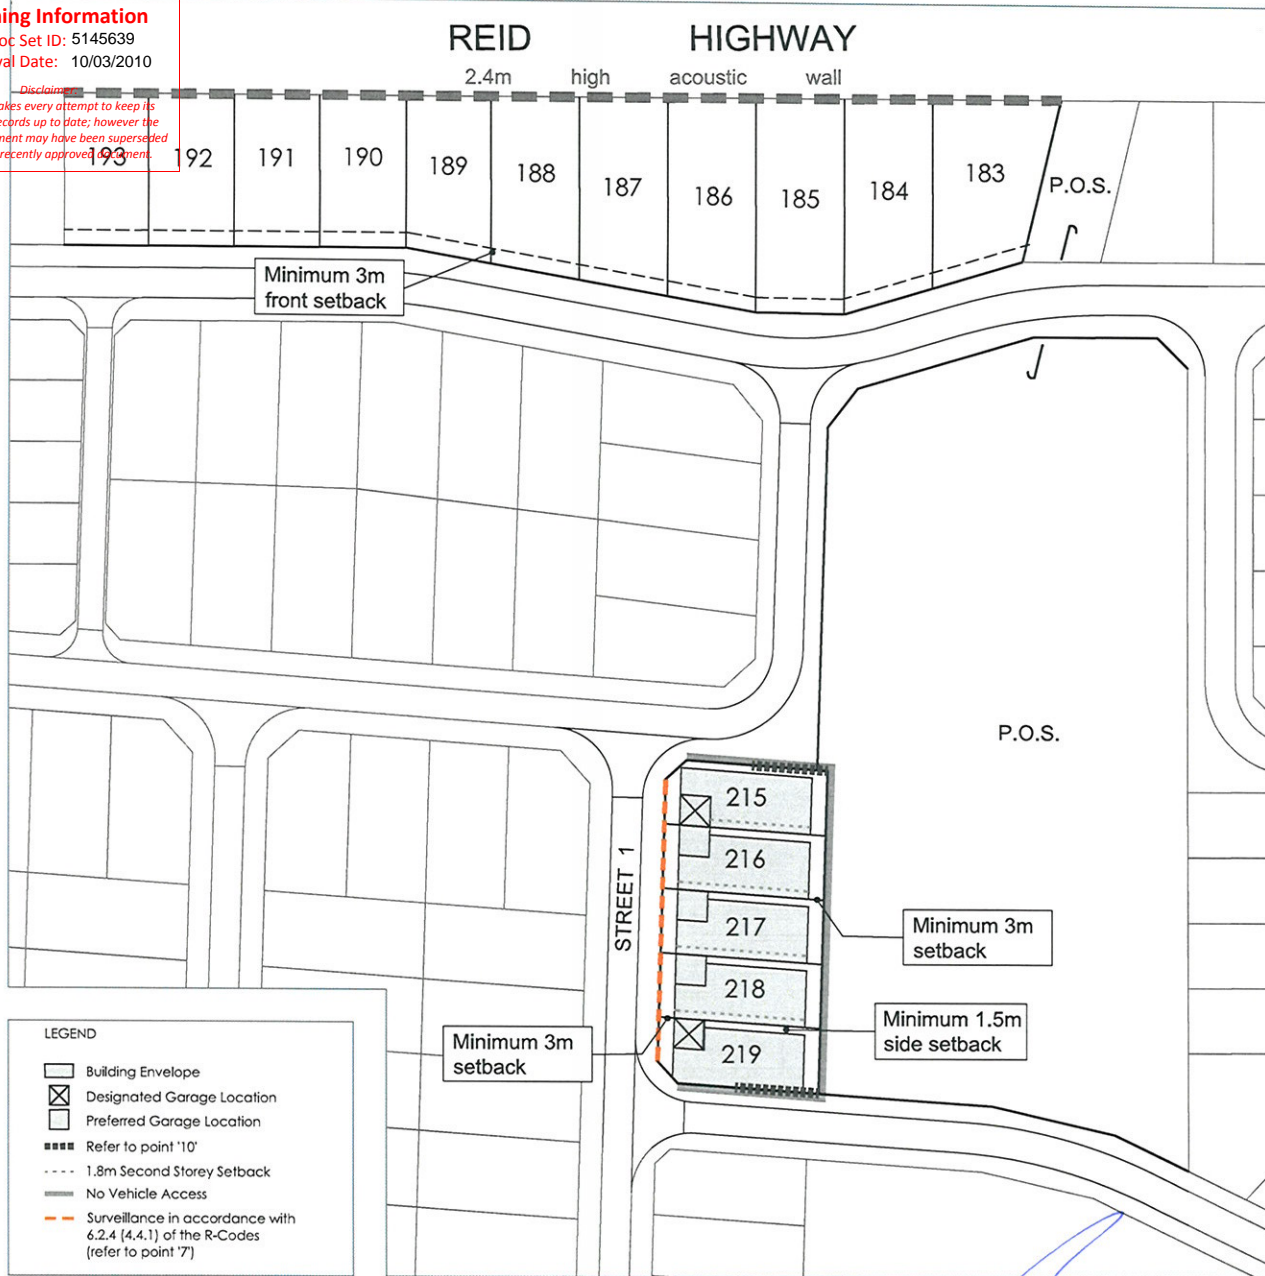 ing Information
oc Set ID: 5145639
al Date: 10/03/2010
Disclaimer:
akes every attempt to keep its
ecords up to date; however the
ment may have been superseded
recently approved document.
REID HIGHWAY
2.4m high acoustic wall
193 192 191 190 189 188 187 186 185 184 183
P.O.S.
Minimum 3m
front setback
P.O.S.
215
216
217
218
219
STREET 1
Minimum 3m
setback
Minimum 1.5m
side setback
Minimum 3m
setback
LEGEND
Building Envelope
Designated Garage Location
Preferred Garage Location
Refer to point '10'
1.8m Second Storey Setback
No Vehicle Access
Surveillance in accordance with
6.2.4 (4.4.1) of the R-Codes
(refer to point '7')